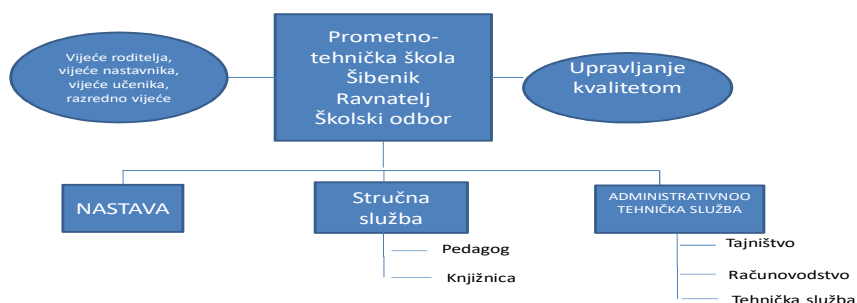 Vijeće roditelja,
vijeće nastavnika,
vijeće učenika,
razredno vijeće
Prometno-
tehnička škola
Šibenik
Ravnatelj
Školski odbor
Upravljanje
kvalitetom
NASTAVA
Stručna
služba
ADMINISTRATIVNOO
TEHNIČKA SLUŽBA
Pedagog
Knjižnica
Tajništvo
Računovodstvo
Tehnička služba